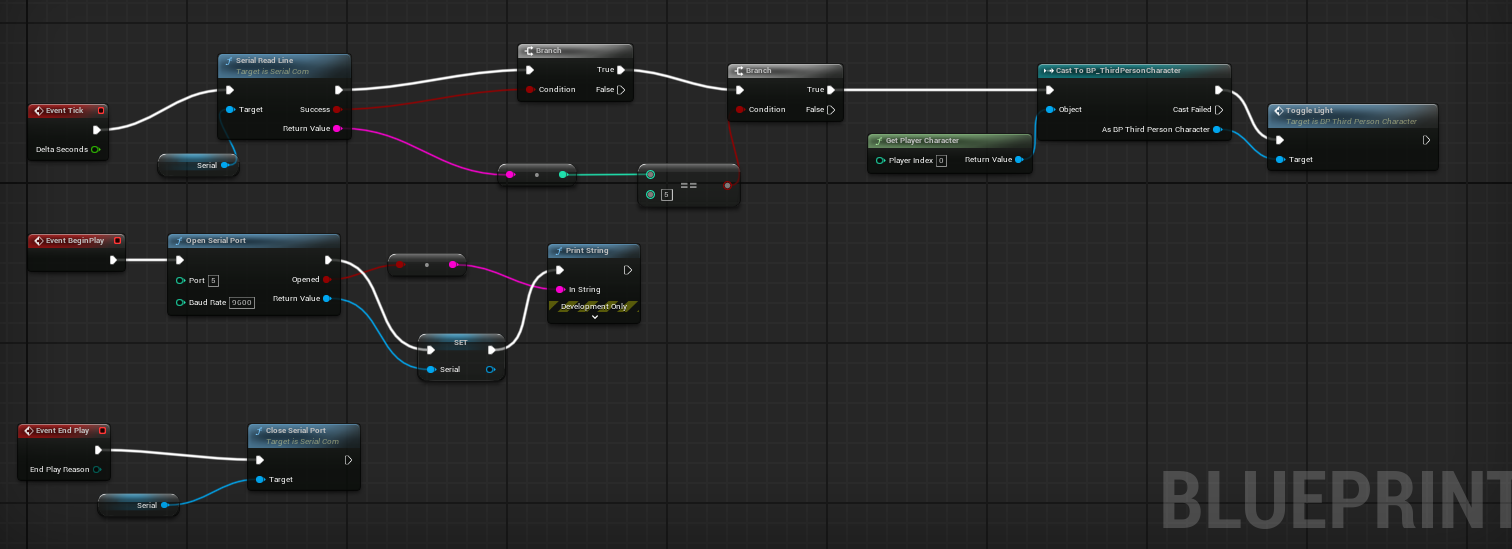 Event Tick
Delta Seconds
Serial Read Line
Target is Serial Com
Target
Success
Return Value
Serial
Branch
True
Condition
False
Branch
True
Condition
False
5
==
Get Player Character
Player Index 0
Return Value
Cast To BP_ThirdPersonCharacter
Object
Cast Failed
As BP Third Person Character
Toggle Light
Target is BP Third Person Character
Target
Event BeginPlay
Open Serial Port
Port 5
Opened
Baud Rate 9600
Return Value
SET
Serial
Print String
In String
Development Only
Event End Play
End Play Reason
Serial
Close Serial Port
Target is Serial Com
Target
BLUEPRINT